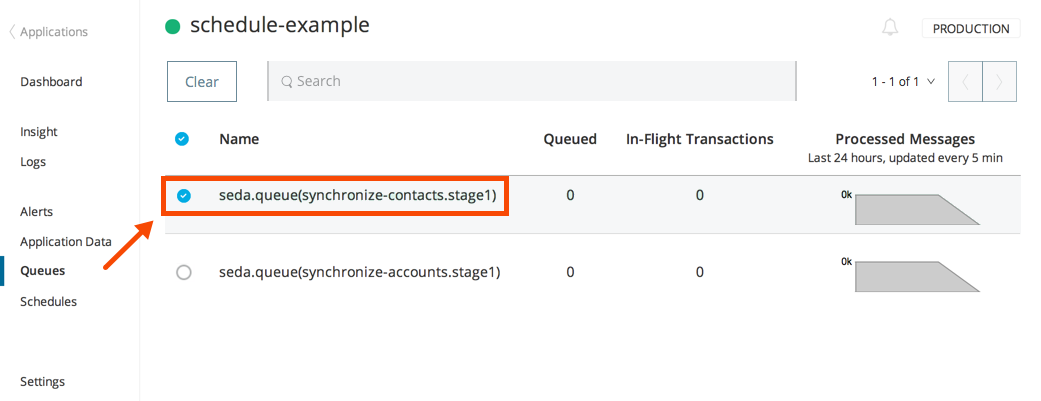 Applications
schedule-example
PRODUCTION
Dashboard
Clear
Search
1 - 1 of 1
Insight
Logs
Name
Queued
In-Flight Transactions
Processed Messages
Last 24 hours, updated every 5 min
Alerts
seda.queue(synchronize-contacts.stage1)
0
0
0k
Application Data
Queues
seda.queue(synchronize-accounts.stage1)
0
0
0k
Schedules
Settings